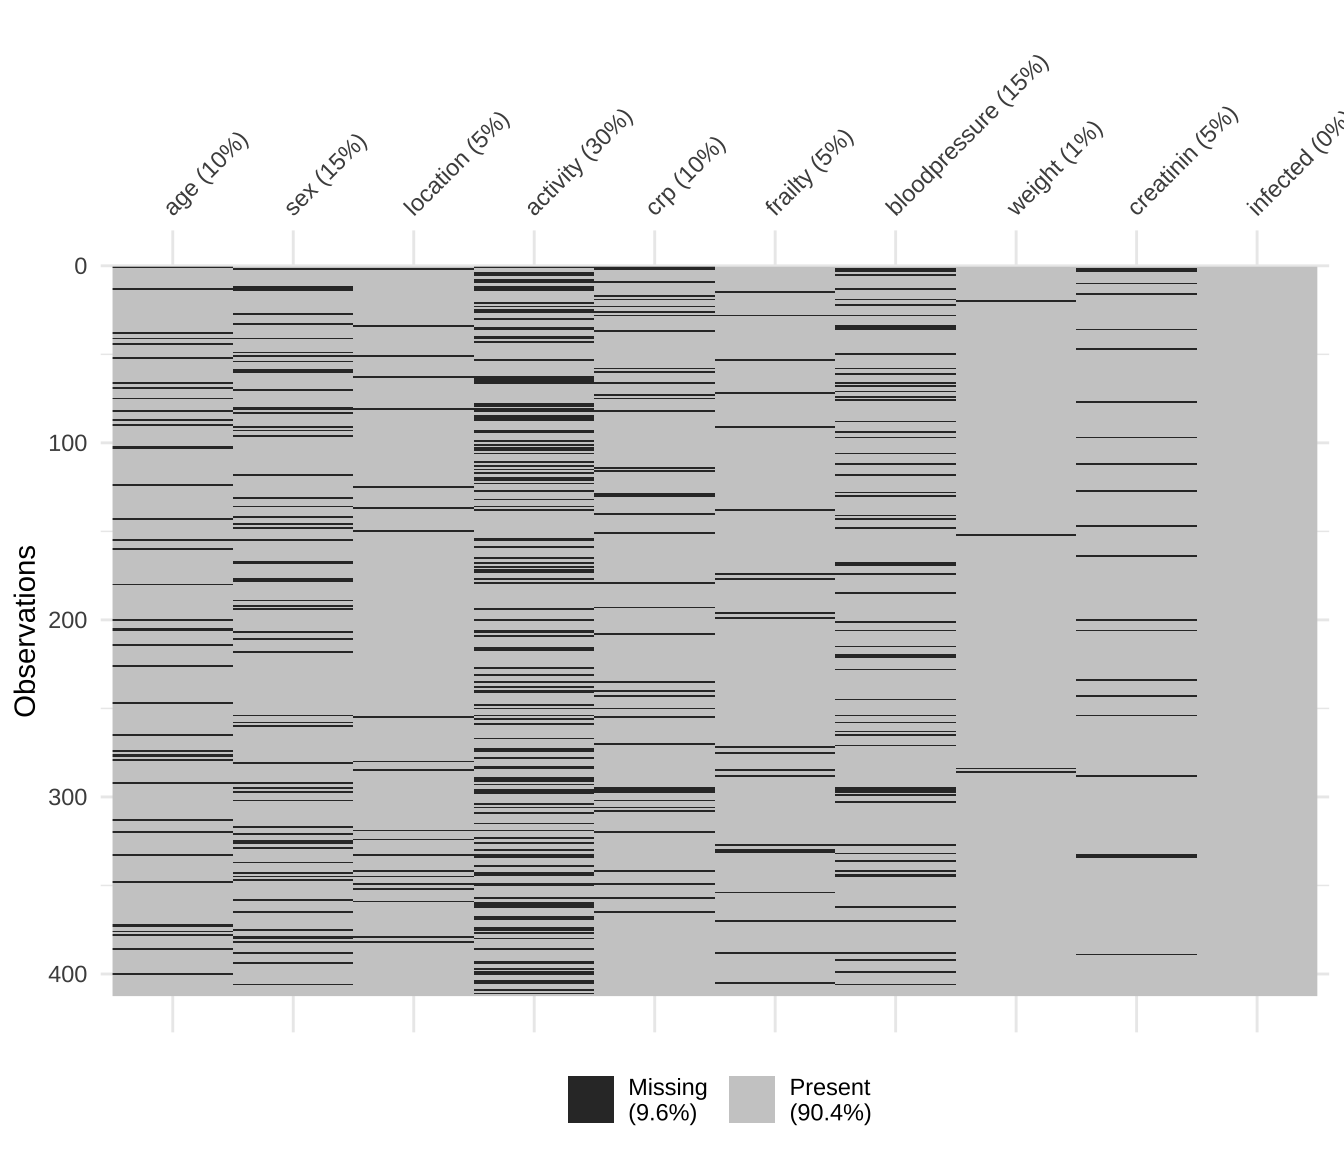 age (10%)
sex (15%)
location (5%)
activity (30%)
crp (10%)
frailty (5%)
bloodpressure (15%)
weight (1%)
creatinin (5%)
infected (0%
Observations
0
100
200
300
400
Missing
(9.6%)
Present
(90.4%)